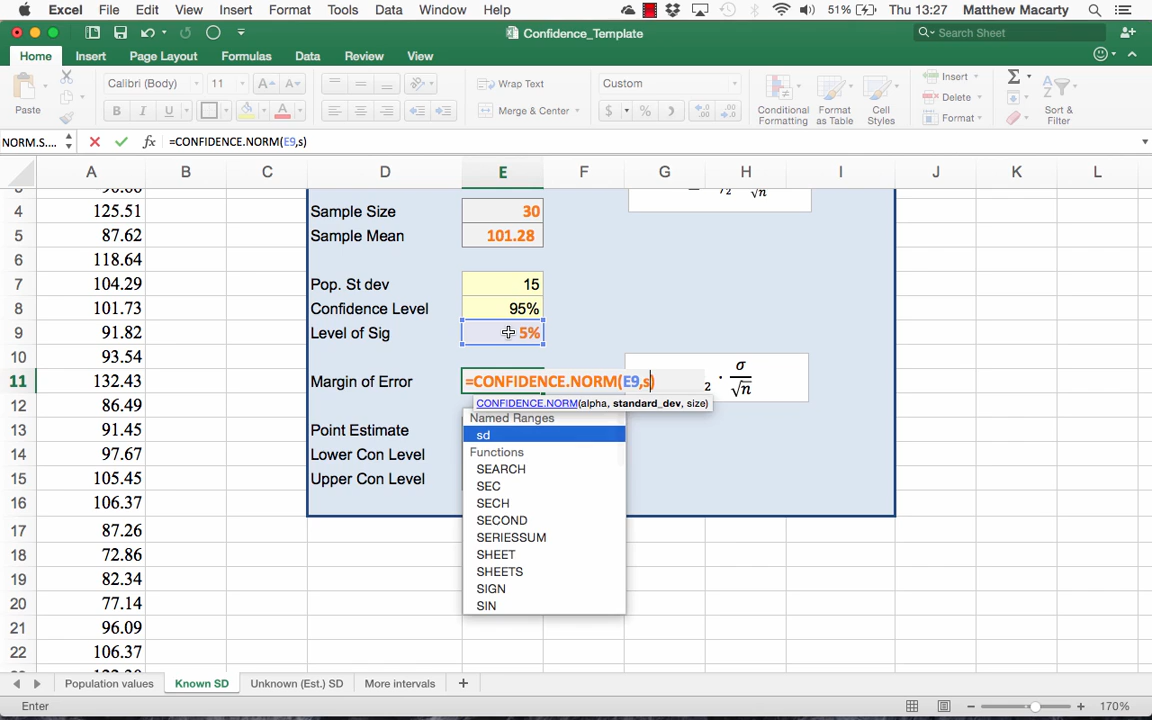 Excel File Edit View Insert Format Tools Data Window Help 51% Thu 13:27 Matthew Macarty
Confidence_Template Search Sheet
Home Insert Page Layout Formulas Data Review View
Paste Calibri (Body) 11 A A Wrap Text Custom Insert Σ
B I U A Merge & Center $ % Delete
Conditional Formatting Format as Table Cell Styles Format Sort & Filter
NORM.S.... fx =CONFIDENCE.NORM(E9,s)
A B C D E F G H I J K L
4 125.51 Sample Size 30
5 87.62 Sample Mean 101.28
6 118.64
7 104.29 Pop. St dev 15
8 101.73 Confidence Level 95%
9 91.82 Level of Sig 5%
10 93.54
11 132.43 Margin of Error =CONFIDENCE.NORM(E9,s) 2 · σ/√n
CONFIDENCE.NORM(alpha, standard_dev, size)
12 86.49
Named Ranges
13 91.45 Point Estimate sd
Functions
14 97.67 Lower Con Level SEARCH
15 105.45 Upper Con Level SEC
16 106.37 SECH
17 87.26 SECOND
SERIESSUM
18 72.86 SHEET
19 82.34 SHEETS
SIGN
20 77.14 SIN
21 96.09
22 106.37
Population values Known SD Unknown (Est.) SD More intervals +
Enter 170%